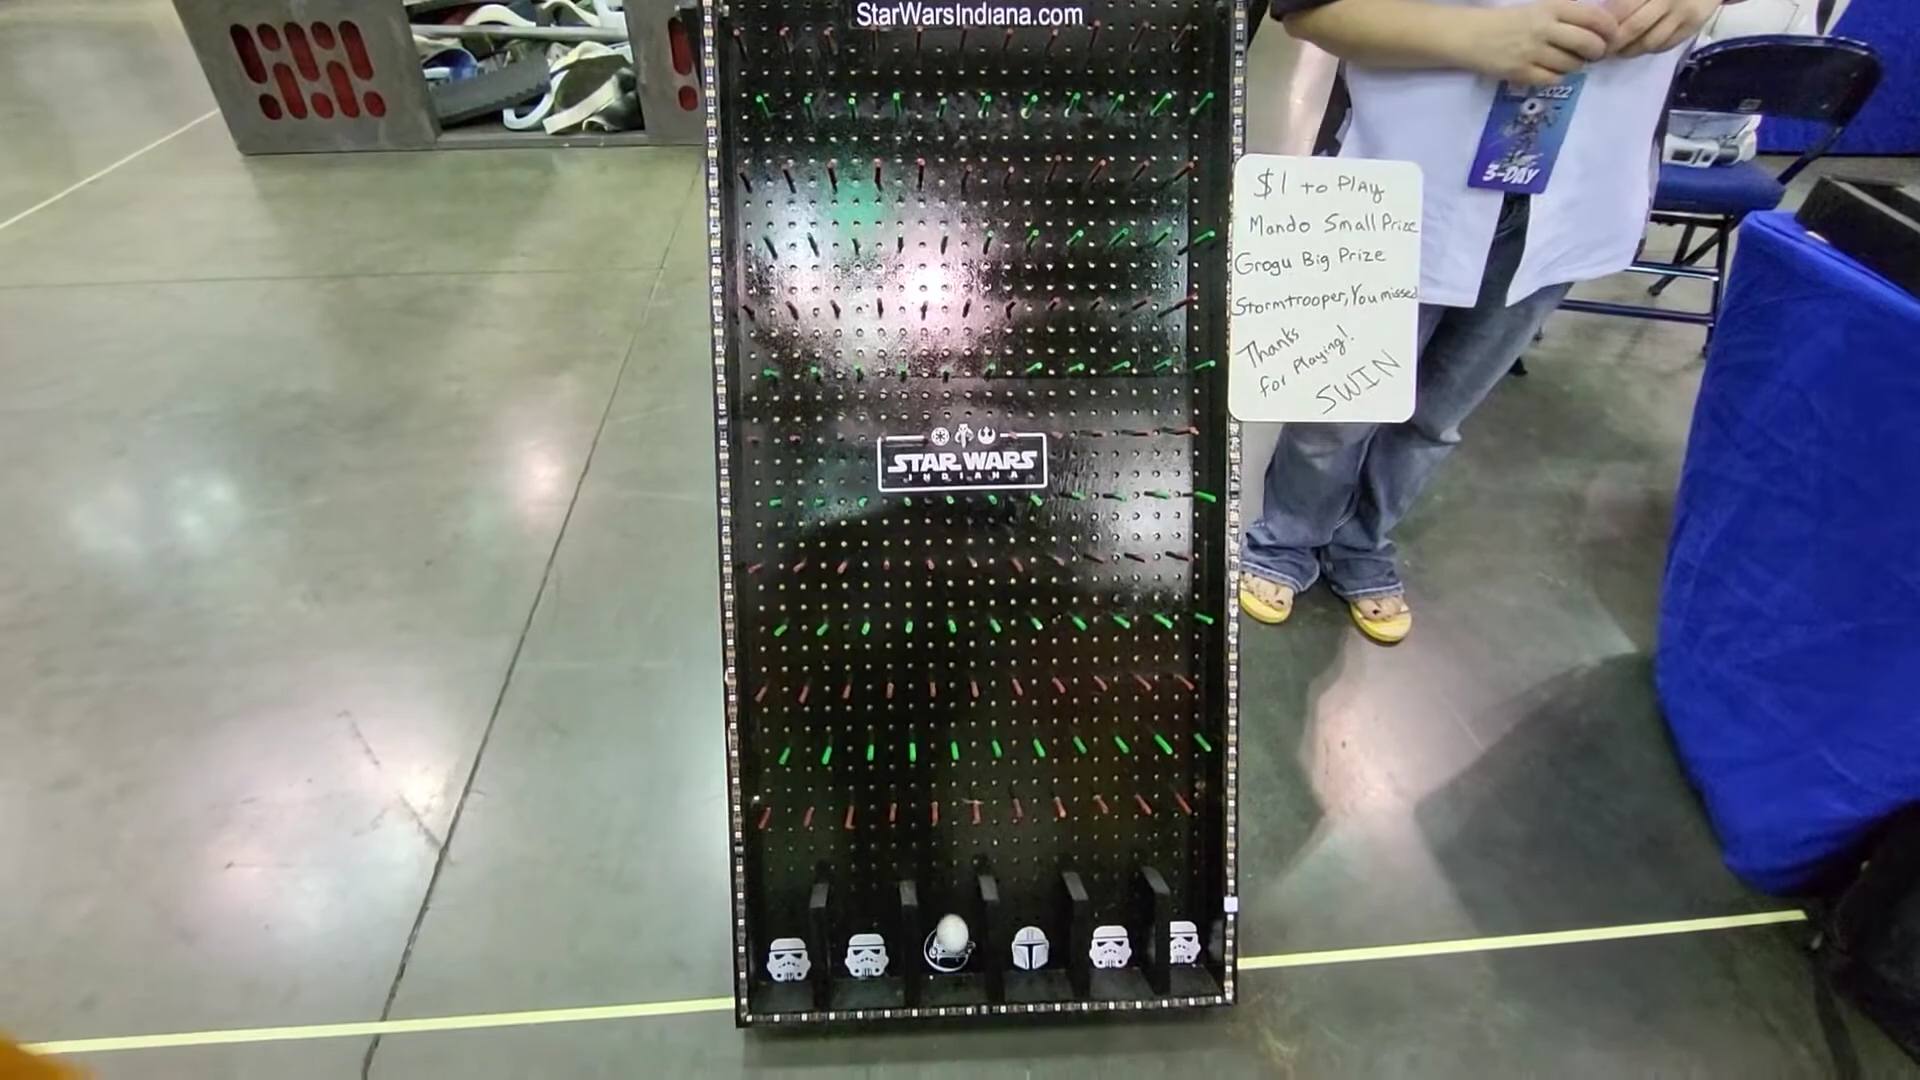 StarWarsIndiana.com
2022
3-DAY
$1 to Play
Mando Small Prize
Grogu Big Prize
Stormtrooper, You missed
Thanks
for Playing!
SWIN
STAR WARS
INDIANA